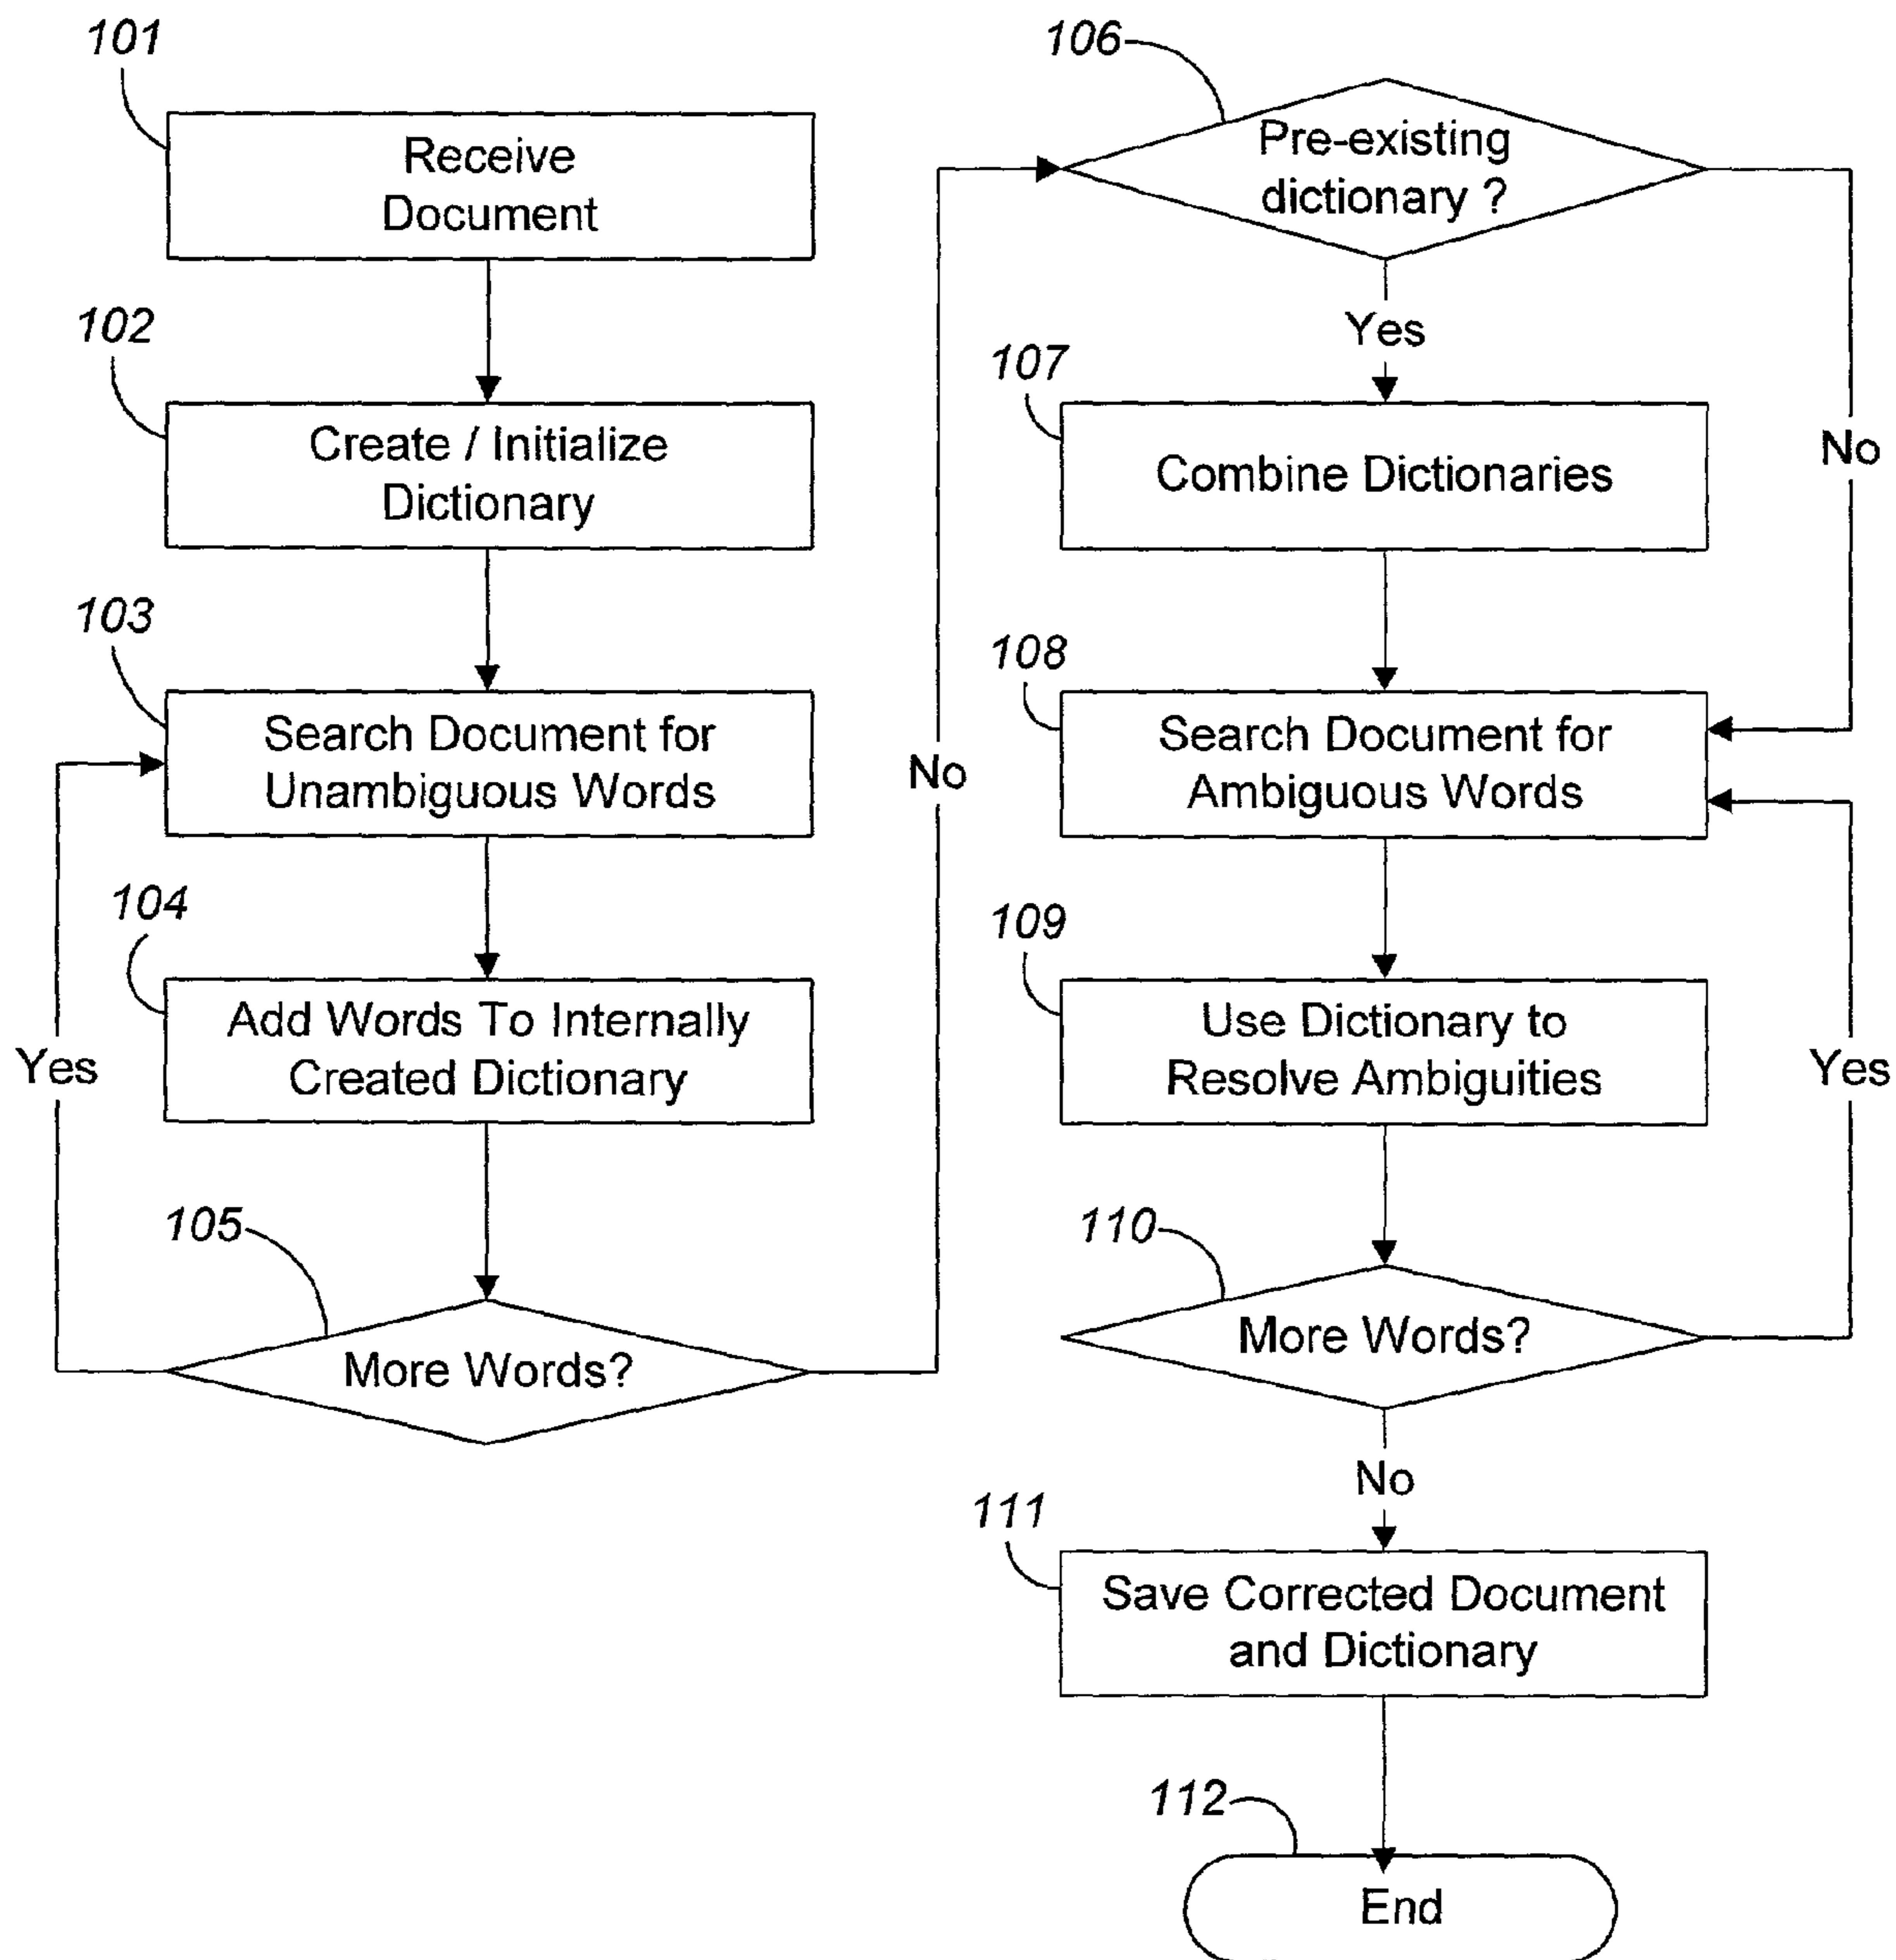 101
Receive
Document
102
Create / Initialize
Dictionary
103
Search Document for
Unambiguous Words
104
Add Words To Internally
Created Dictionary
Yes
105
More Words?
No
106
Pre-existing
dictionary ?
Yes
No
107
Combine Dictionaries
108
Search Document for
Ambiguous Words
109
Use Dictionary to
Resolve Ambiguities
Yes
110
More Words?
No
111
Save Corrected Document
and Dictionary
112
End